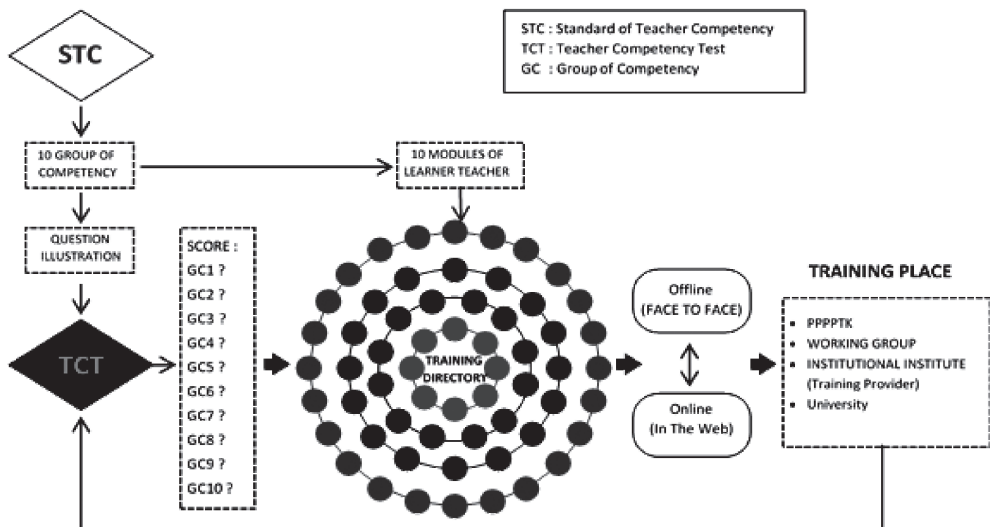 STC
STC : Standard of Teacher Competency
TCT : Teacher Competency Test
GC : Group of Competency
10 GROUP OF
COMPETENCY
10 MODULES OF
LEARNER TEACHER
QUESTION
ILLUSTRATION
TCT
SCORE :
GC1 ?
GC2 ?
GC3 ?
GC4 ?
GC5 ?
GC6 ?
GC7 ?
GC8 ?
GC9 ?
GC10 ?
TRAINING
DIRECTORY
Offline
(FACE TO FACE)
Online
(In The Web)
TRAINING PLACE
• PPPPTK
• WORKING GROUP
• INSTITUTIONAL INSTITUTE
(Training Provider)
• University